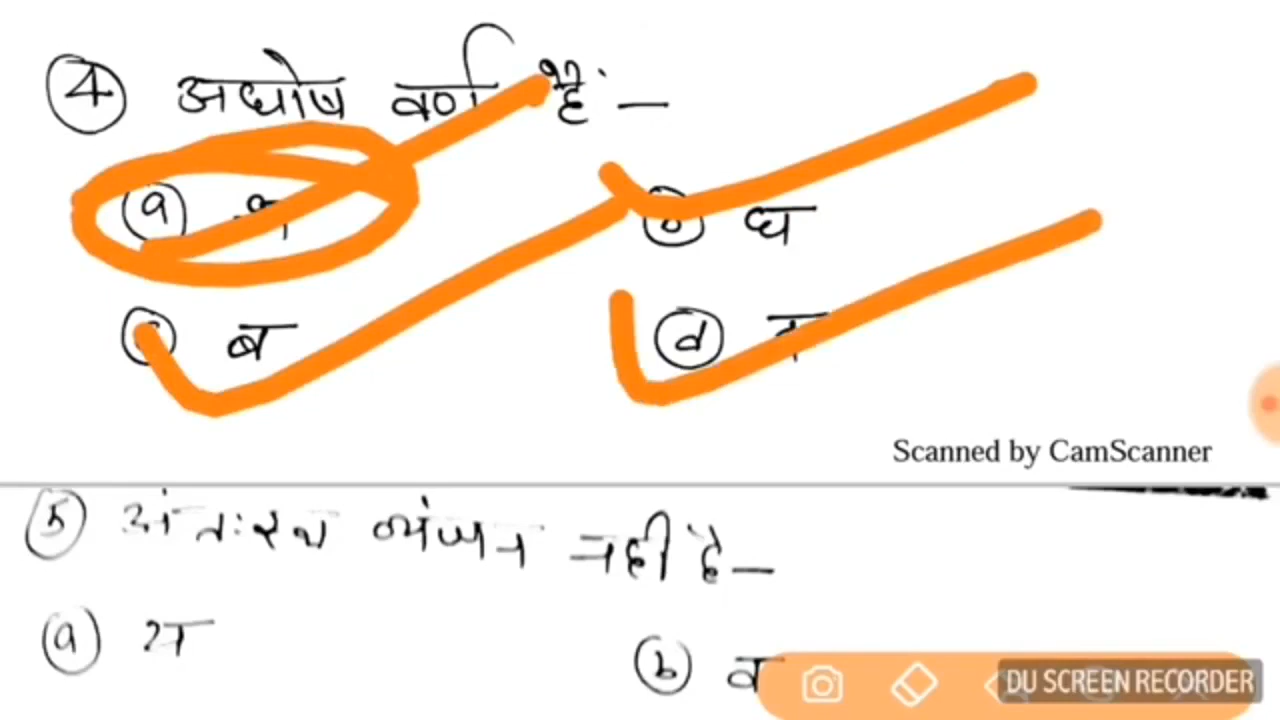 ④ अघोष वर्ण है: –
ⓐ
ⓑ घ
ⓒ ब
ⓓ
Scanned by CamScanner
⑤ अंतःस्थ व्यंजन नही है –
ⓐ य
ⓑ व
DU SCREEN RECORDER